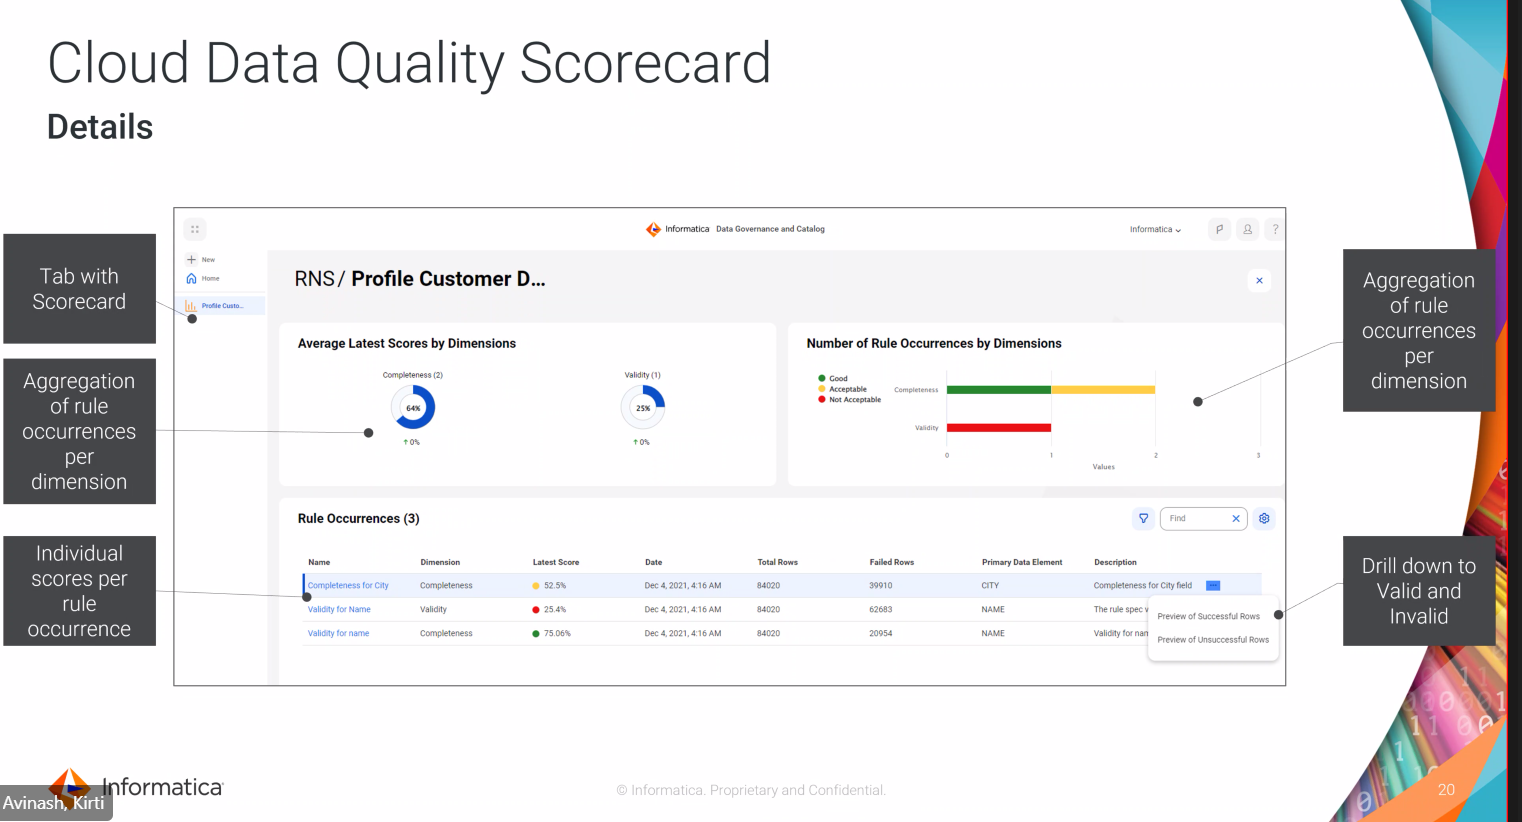 Cloud Data Quality Scorecard
Details
Tab with
Scorecard
Aggregation
of rule
occurrences
per
dimension
Individual
scores per
rule
occurrence
Informatica Data Governance and Catalog
Informatica
?
New
Home
Profile Custo...
RNS/ Profile Customer D...
Average Latest Scores by Dimensions
Completeness (2)
64%
↑ 0%
Validity (1)
25%
↑ 0%
Number of Rule Occurrences by Dimensions
Good
Acceptable
Not Acceptable
Completeness
Validity
0 1 2 3
Values
Rule Occurrences (3)
Find
Name Dimension Latest Score Date Total Rows Failed Rows Primary Data Element Description
Completeness for City Completeness 52.5% Dec 4, 2021, 4:16 AM 84020 39910 CITY Completeness for City field
Validity for Name Validity 25.4% Dec 4, 2021, 4:16 AM 84020 62683 NAME The rule spec
Validity for name Completeness 75.06% Dec 4, 2021, 4:16 AM 84020 20954 NAME Validity for nam
Preview of Successful Rows
Preview of Unsuccessful Rows
Aggregation
of rule
occurrences
per
dimension
Drill down to
Valid and
Invalid
Informatica
Avinash, Kirti
© Informatica. Proprietary and Confidential.
20